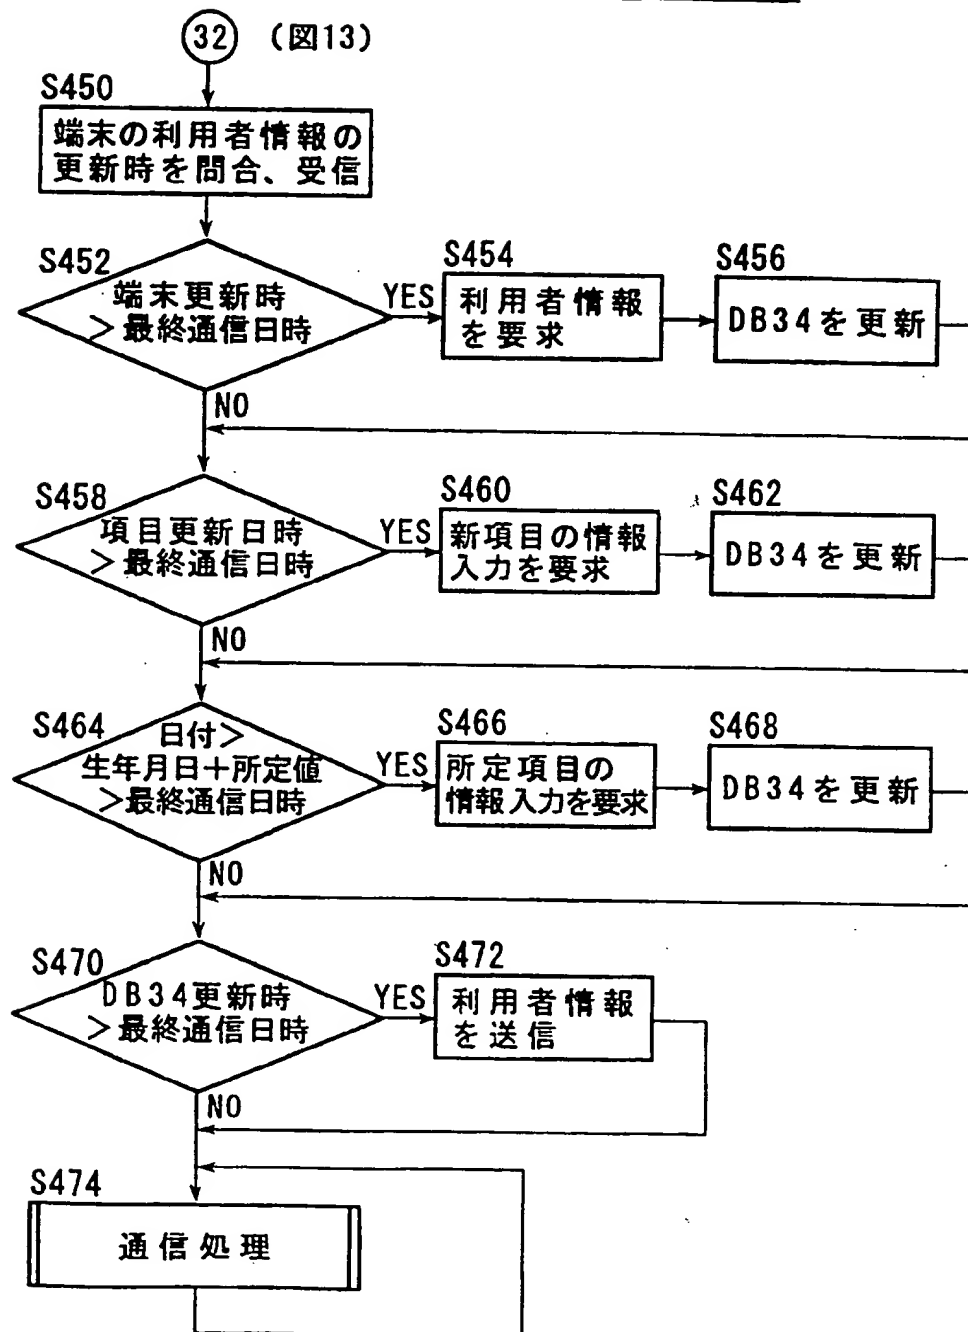 32 (図13)
S450
端末の利用者情報の
更新時を問合、受信
S452
端末更新時
>最終通信日時
YES
S454
利用者情報
を要求
S456
DB34を更新
NO
S458
項目更新日時
>最終通信日時
YES
S460
新項目の情報
入力を要求
S462
DB34を更新
NO
S464
日付>
生年月日+所定値
>最終通信日時
YES
S466
所定項目の
情報入力を要求
S468
DB34を更新
NO
S470
DB34更新時
>最終通信日時
YES
S472
利用者情報
を送信
NO
S474
通信処理